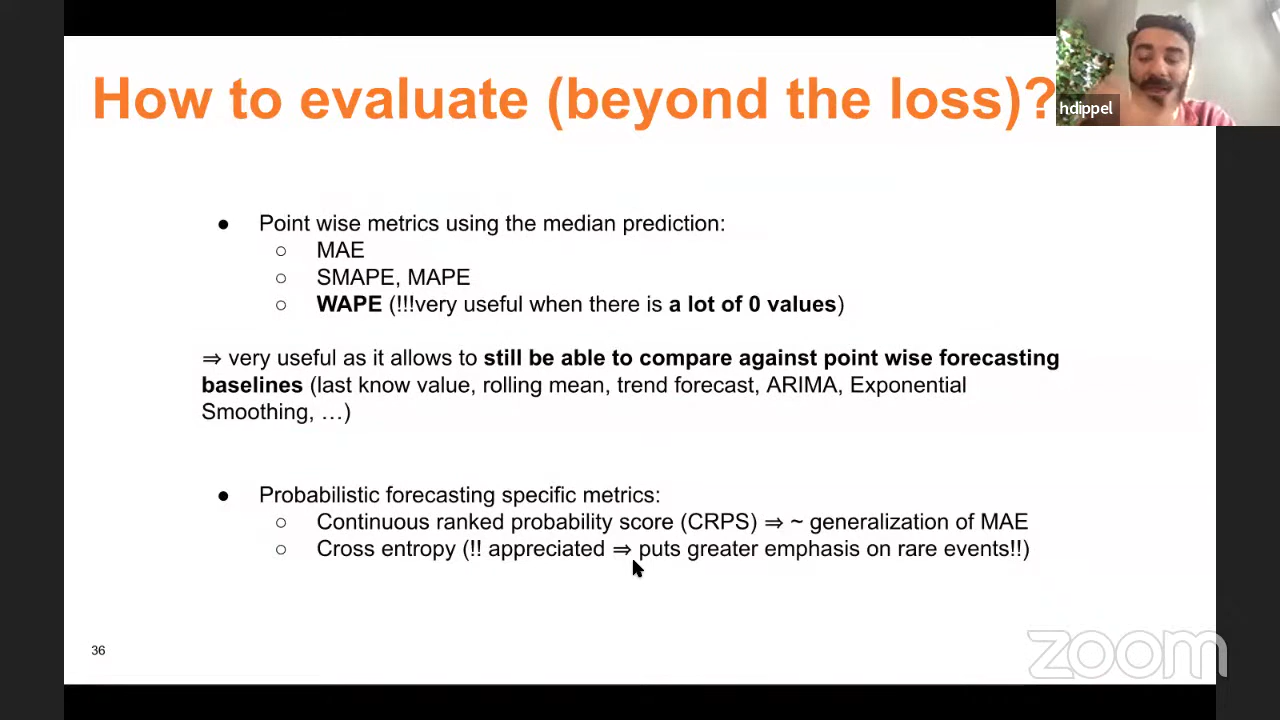 How to evaluate (beyond the loss)?
hdippel
● Point wise metrics using the median prediction:
○ MAE
○ SMAPE, MAPE
○ WAPE (!!!very useful when there is a lot of 0 values)
⇒ very useful as it allows to still be able to compare against point wise forecasting
baselines (last know value, rolling mean, trend forecast, ARIMA, Exponential
Smoothing, …)
● Probabilistic forecasting specific metrics:
○ Continuous ranked probability score (CRPS) ⇒ ~ generalization of MAE
○ Cross entropy (!! appreciated ⇒ puts greater emphasis on rare events!!)
36
zoom